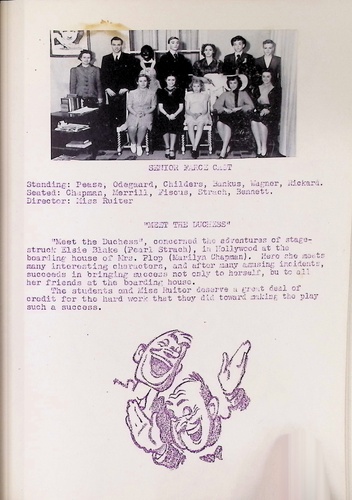 SENIOR FARCE CAST
Standing: Pease, Odegaard, Childers, Backus, Wagner, Rickard.
Seated: Chapman, Merrill, Fiscus, Strach, Bennett.
Director: Miss Ruiter
"MEET THE DUCHESS"
"Meet the Duchess", concerned the adventures of stage-
struck Elsie Blake (Pearl Strach), in Hollywood at the
boarding house of Mrs. Flop (Marilyn Chapman). Here she meets
many interesting characters, and after many amusing incidents,
succeeds in bringing success not only to herself, bu to all
her friends at the boarding house.
The students and Miss Ruiter deserve a great deal of
credit for the hard work that they did toward making the play
such a success.